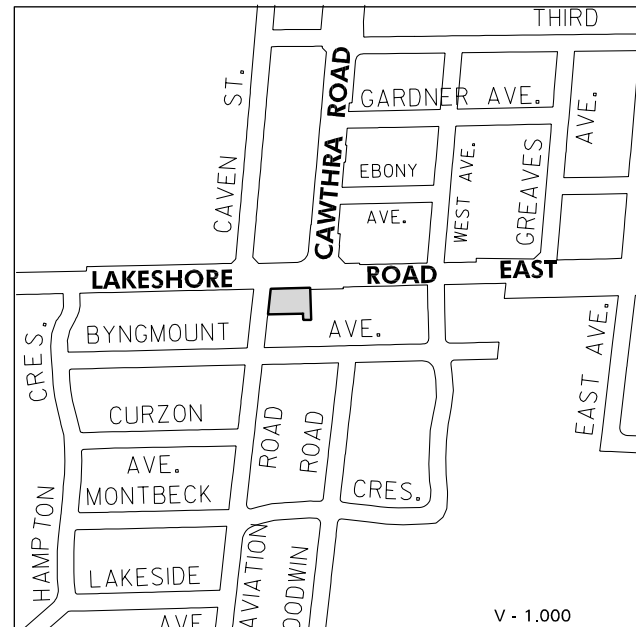 THIRD
CAVEN ST.
CAWTHRA ROAD
GARDNER AVE.
AVE.
EBONY
AVE.
WEST AVE.
GREAVES
LAKESHORE ROAD EAST
HAMPTON CRES.
BYNGMOUNT AVE.
EAST AVE.
CURZON
AVE.
ROAD
ROAD
MONTBECK
CRES.
LAKESIDE
AVE
AVIATION
OODWIN
V - 1.000